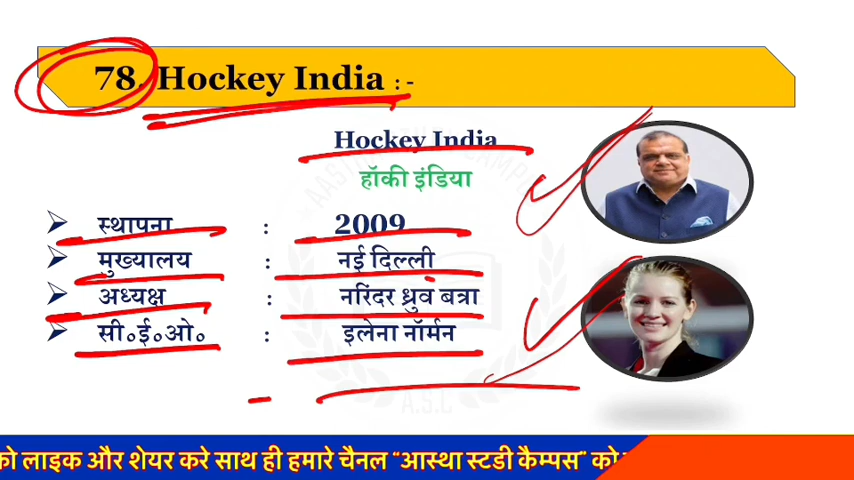 78. Hockey India :-
Hockey India
हॉकी इंडिया
स्थापना : 2009
मुख्यालय : नई दिल्ली
अध्यक्ष : नरिंदर ध्रुव बत्रा
सी॰ई॰ओ॰ : इलेना नॉर्मन
A.S.C
को लाइक और शेयर करे साथ ही हमारे चैनल “आस्था स्टडी कैम्पस” को